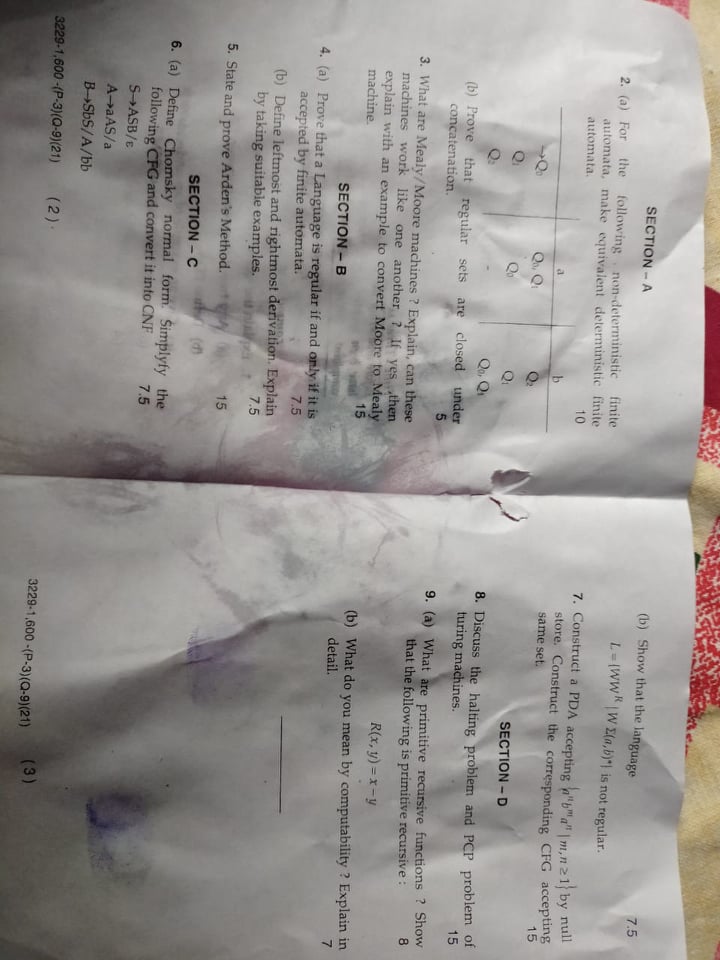 SECTION – A
2. (a) For the following non-deterministic finite
automata, make equivalent deterministic finite
automata. 10
a b
→Q₀ Q₀, Q₁ Q₂
Q₁ Q₀ Q₁
Q₂ - Q₀, Q₁
(b) Prove that regular sets are closed under
concatenation. 5
3. What are Mealy/Moore machines ? Explain, can these
machines work like one another ? If yes ,then
explain with an example to convert Moore to Mealy
machine. 15
SECTION – B
4. (a) Prove that a Language is regular if and only if it is
accepted by finite automata. 7.5
(b) Define leftmost and rightmost derivation. Explain
by taking suitable examples. 7.5
5. State and prove Arden's Method. 15
SECTION – C
6. (a) Define Chomsky normal form. Simplyfy the
following CFG and convert it into CNF 7.5
S→ASB/ε
A→aAS/a
B→SbS/A/bb
3229-1,600 -(P-3)(Q-9)(21) (2)
(b) Show that the language 7.5
L = {WWᴿ | W Σ(a,b)*} is not regular.
7. Construct a PDA accepting {aⁿbᵐaⁿ | m,n ≥ 1} by null
store. Construct the corresponding CFG accepting
same set. 15
SECTION – D
8. Discuss the halting problem and PCP problem of
turing machines. 15
9. (a) What are primitive recursive functions ? Show
that the following is primitive recursive : 8
R(x, y) = x – y
(b) What do you mean by computability ? Explain in
detail. 7
3229-1,600 -(P-3)(Q-9)(21) (3)